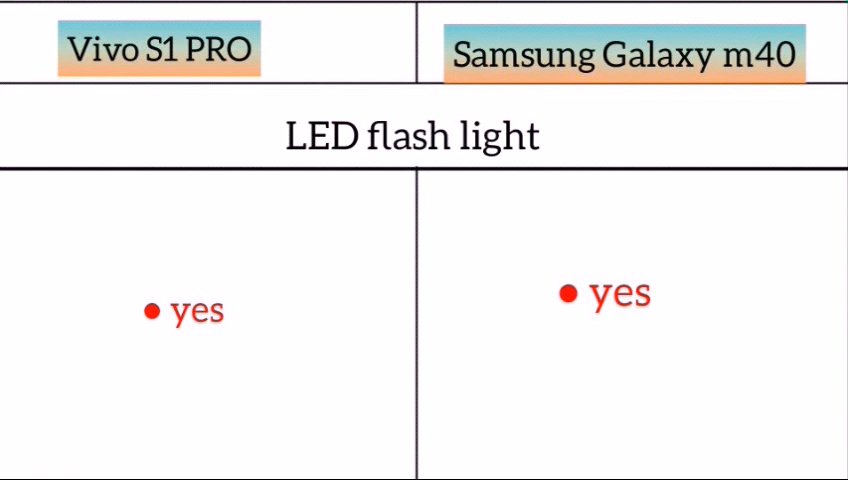 Vivo S1 PRO
Samsung Galaxy m40
LED flash light
• yes
• yes